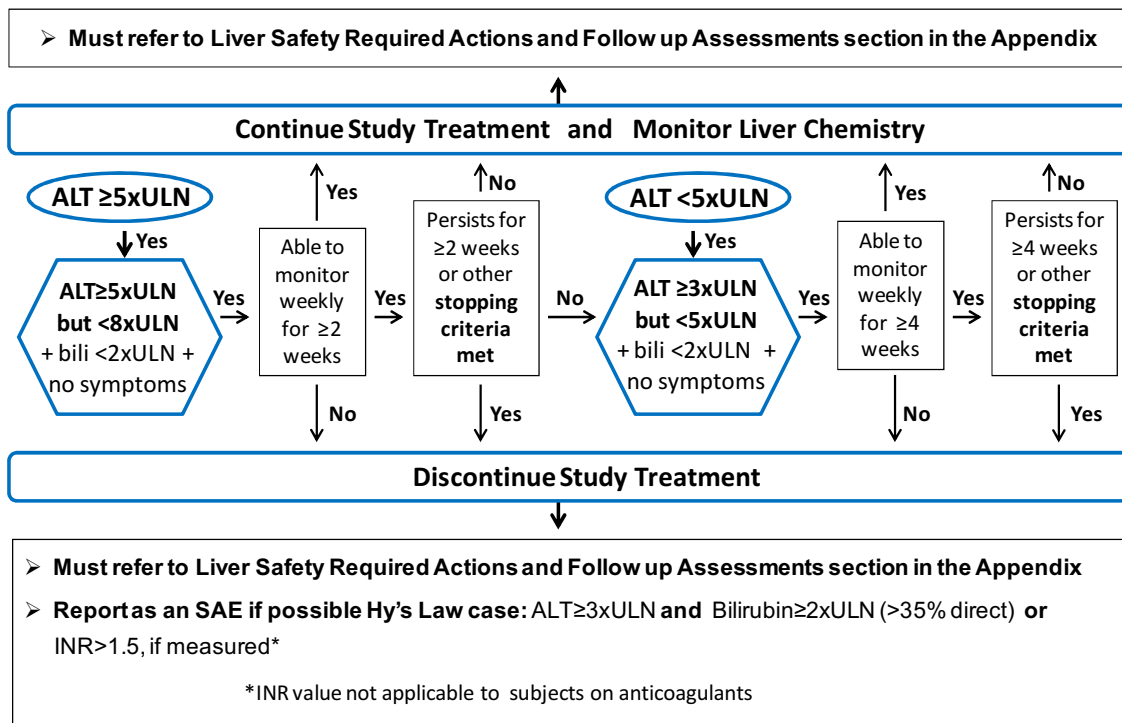 ➢ Must refer to Liver Safety Required Actions and Follow up Assessments section in the Appendix
Continue Study Treatment and Monitor Liver Chemistry
ALT ≥5xULN
Yes
ALT≥5xULN
but <8xULN
+ bili <2xULN +
no symptoms
Yes
Yes
Able to
monitor
weekly
for ≥2
weeks
No
Yes
No
Persists for
≥2 weeks
or other
stopping
criteria
met
Yes
No
ALT <5xULN
Yes
ALT ≥3xULN
but <5xULN
+ bili <2xULN +
no symptoms
Yes
Yes
Able to
monitor
weekly
for ≥4
weeks
No
Yes
No
Persists for
≥4 weeks
or other
stopping
criteria
met
Yes
Discontinue Study Treatment
➢ Must refer to Liver Safety Required Actions and Follow up Assessments section in the Appendix
➢ Report as an SAE if possible Hy's Law case: ALT≥3xULN and Bilirubin≥2xULN (>35% direct) or
INR>1.5, if measured*
*INR value not applicable to subjects on anticoagulants